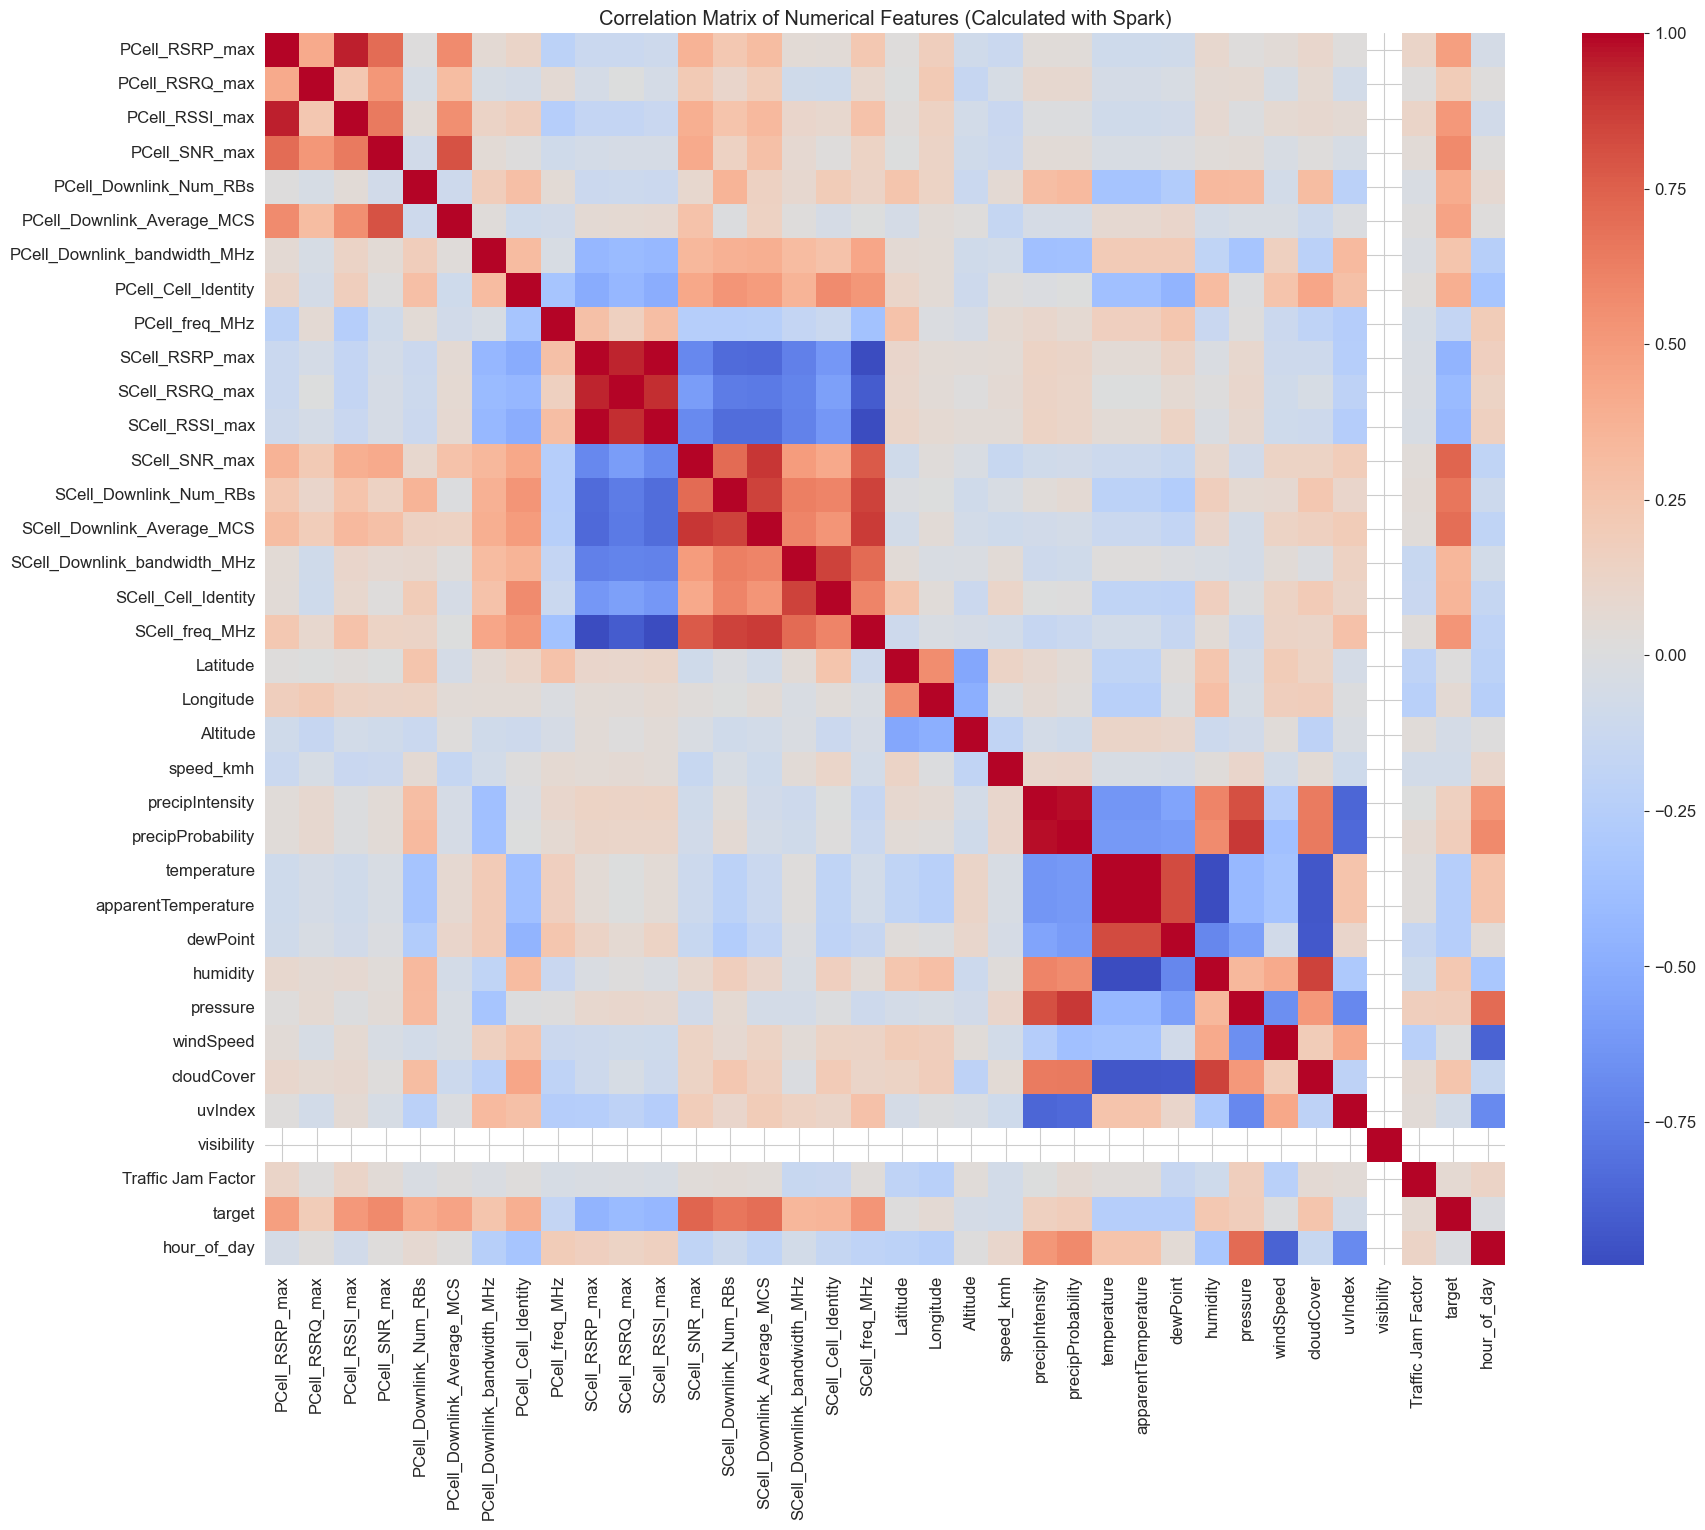 Correlation Matrix of Numerical Features (Calculated with Spark)
PCell_RSRP_max
PCell_RSRQ_max
PCell_RSSI_max
PCell_SNR_max
PCell_Downlink_Num_RBs
PCell_Downlink_Average_MCS
PCell_Downlink_bandwidth_MHz
PCell_Cell_Identity
PCell_freq_MHz
SCell_RSRP_max
SCell_RSRQ_max
SCell_RSSI_max
SCell_SNR_max
SCell_Downlink_Num_RBs
SCell_Downlink_Average_MCS
SCell_Downlink_bandwidth_MHz
SCell_Cell_Identity
SCell_freq_MHz
Latitude
Longitude
Altitude
speed_kmh
precipIntensity
precipProbability
temperature
apparentTemperature
dewPoint
humidity
pressure
windSpeed
cloudCover
uvIndex
visibility
Traffic Jam Factor
target
hour_of_day
PCell_RSRP_max
PCell_RSRQ_max
PCell_RSSI_max
PCell_SNR_max
PCell_Downlink_Num_RBs
PCell_Downlink_Average_MCS
PCell_Downlink_bandwidth_MHz
PCell_Cell_Identity
PCell_freq_MHz
SCell_RSRP_max
SCell_RSRQ_max
SCell_RSSI_max
SCell_SNR_max
SCell_Downlink_Num_RBs
SCell_Downlink_Average_MCS
SCell_Downlink_bandwidth_MHz
SCell_Cell_Identity
SCell_freq_MHz
Latitude
Longitude
Altitude
speed_kmh
precipIntensity
precipProbability
temperature
apparentTemperature
dewPoint
humidity
pressure
windSpeed
cloudCover
uvIndex
visibility
Traffic Jam Factor
target
hour_of_day
1.00
0.75
0.50
0.25
0.00
−0.25
−0.50
−0.75